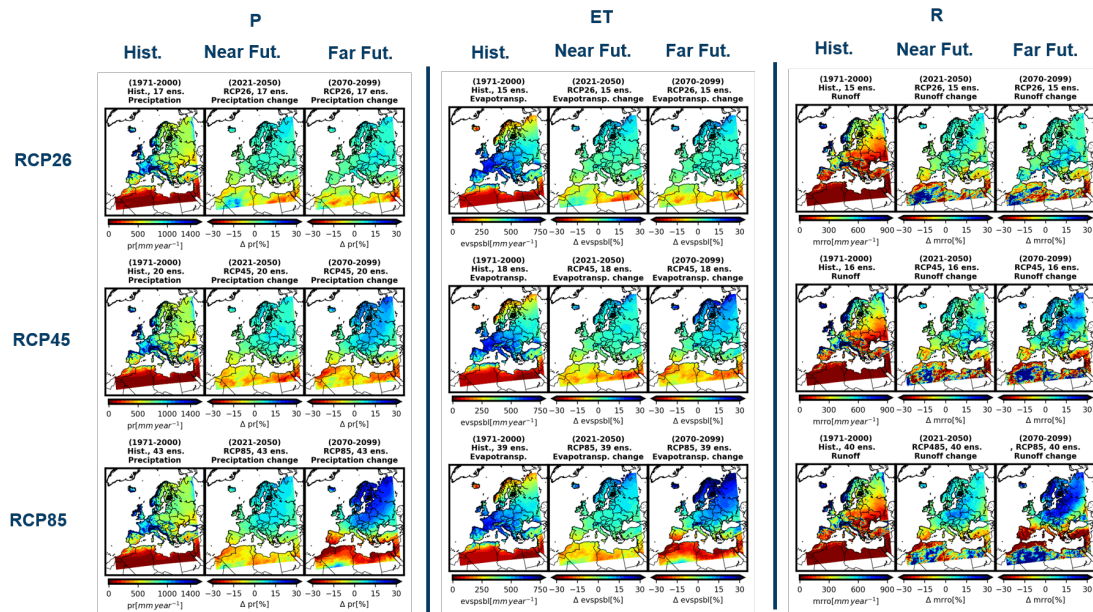 P
ET
R
Hist.
Near Fut.
Far Fut.
Hist.
Near Fut.
Far Fut.
Hist.
Near Fut.
Far Fut.
RCP26
(1971-2000)
Hist., 17 ens.
Preciptation
(2021-2050)
RCP26, 17 ens.
Preciptation change
(2070-2099)
RCP26, 17 ens.
Preciptation change
(1971-2000)
Hist., 15 ens.
Evapotransp.
(2021-2050)
RCP26, 15 ens.
Evapotransp. change
(2070-2099)
RCP26, 15 ens.
Evapotransp. change
(1971-2000)
Hist., 15 ens.
Runoff
(2021-2050)
RCP26, 15 ens.
Runoff change
(2070-2099)
RCP26, 15 ens.
Runoff change
0 500 1000 1400
pr[mm year⁻¹]
−30 −15 0 15 30
Δ pr[%]
−30 −15 0 15 30
Δ pr[%]
0 250 500 750
evspsbl[mm year⁻¹]
−30 −15 0 15 30
Δ evspsbl[%]
−30 −15 0 15 30
Δ evspsbl[%]
0 300 600 900
mrro[mm year⁻¹]
−30 −15 0 15 30
Δ mrro[%]
−30 −15 0 15 30
Δ mrro[%]
RCP45
(1971-2000)
Hist., 20 ens.
Preciptation
(2021-2050)
RCP45, 20 ens.
Preciptation change
(2070-2099)
RCP45, 20 ens.
Preciptation change
(1971-2000)
Hist., 18 ens.
Evapotransp.
(2021-2050)
RCP45, 18 ens.
Evapotransp. change
(2070-2099)
RCP45, 18 ens.
Evapotransp. change
(1971-2000)
Hist., 16 ens.
Runoff
(2021-2050)
RCP45, 16 ens.
Runoff change
(2070-2099)
RCP45, 16 ens.
Runoff change
0 500 1000 1400
pr[mm year⁻¹]
−30 −15 0 15 30
Δ pr[%]
−30 −15 0 15 30
Δ pr[%]
0 250 500 750
evspsbl[mm year⁻¹]
−30 −15 0 15 30
Δ evspsbl[%]
−30 −15 0 15 30
Δ evspsbl[%]
0 300 600 900
mrro[mm year⁻¹]
−30 −15 0 15 30
Δ mrro[%]
−30 −15 0 15 30
Δ mrro[%]
RCP85
(1971-2000)
Hist., 43 ens.
Preciptation
(2021-2050)
RCP85, 43 ens.
Preciptation change
(2070-2099)
RCP85, 43 ens.
Preciptation change
(1971-2000)
Hist., 39 ens.
Evapotransp.
(2021-2050)
RCP85, 39 ens.
Evapotransp. change
(2070-2099)
RCP85, 39 ens.
Evapotransp. change
(1971-2000)
Hist., 40 ens.
Runoff
(2021-2050)
RCP485, 40 ens.
Runoff change
(2070-2099)
RCP85, 40 ens.
Runoff change
0 500 1000 1400
pr[mm year⁻¹]
−30 −15 0 15 30
Δ pr[%]
−30 −15 0 15 30
Δ pr[%]
0 250 500 750
evspsbl[mm year⁻¹]
−30 −15 0 15 30
Δ evspsbl[%]
−30 −15 0 15 30
Δ evspsbl[%]
0 300 600 900
mrro[mm year⁻¹]
−30 −15 0 15 30
Δ mrro[%]
−30 −15 0 15 30
Δ mrro[%]